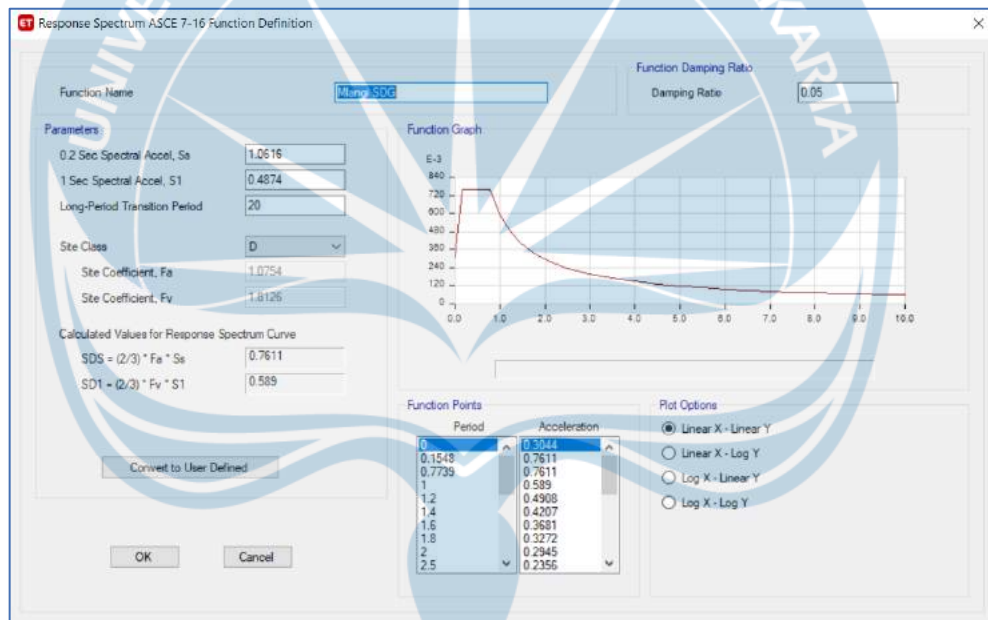 ET Response Spectrum ASCE 7-16 Function Definition
Function Name
Mlangi SDG
Function Damping Ratio
Damping Ratio 0.05
Parameters
0.2 Sec Spectral Accel, Ss 1.0616
1 Sec Spectral Accel, S1 0.4874
Long-Period Transition Period 20
Site Class D
Site Coefficient, Fa 1.0754
Site Coefficient, Fv 1.8126
Calculated Values for Response Spectrum Curve
SDS = (2/3) * Fa * Ss 0.7611
SD1 = (2/3) * Fv * S1 0.589
Convert to User Defined
OK Cancel
Function Graph
E-3
840
720
600
480
360
240
120
0
0.0 1.0 2.0 3.0 4.0 5.0 6.0 7.0 8.0 9.0 10.0
Function Points
Period Acceleration
0 0.3044
0.1548 0.7611
0.7739 0.7611
1 0.589
1.2 0.4908
1.4 0.4207
1.6 0.3681
1.8 0.3272
2 0.2945
2.5 0.2356
Plot Options
Linear X - Linear Y
Linear X - Log Y
Log X - Linear Y
Log X - Log Y